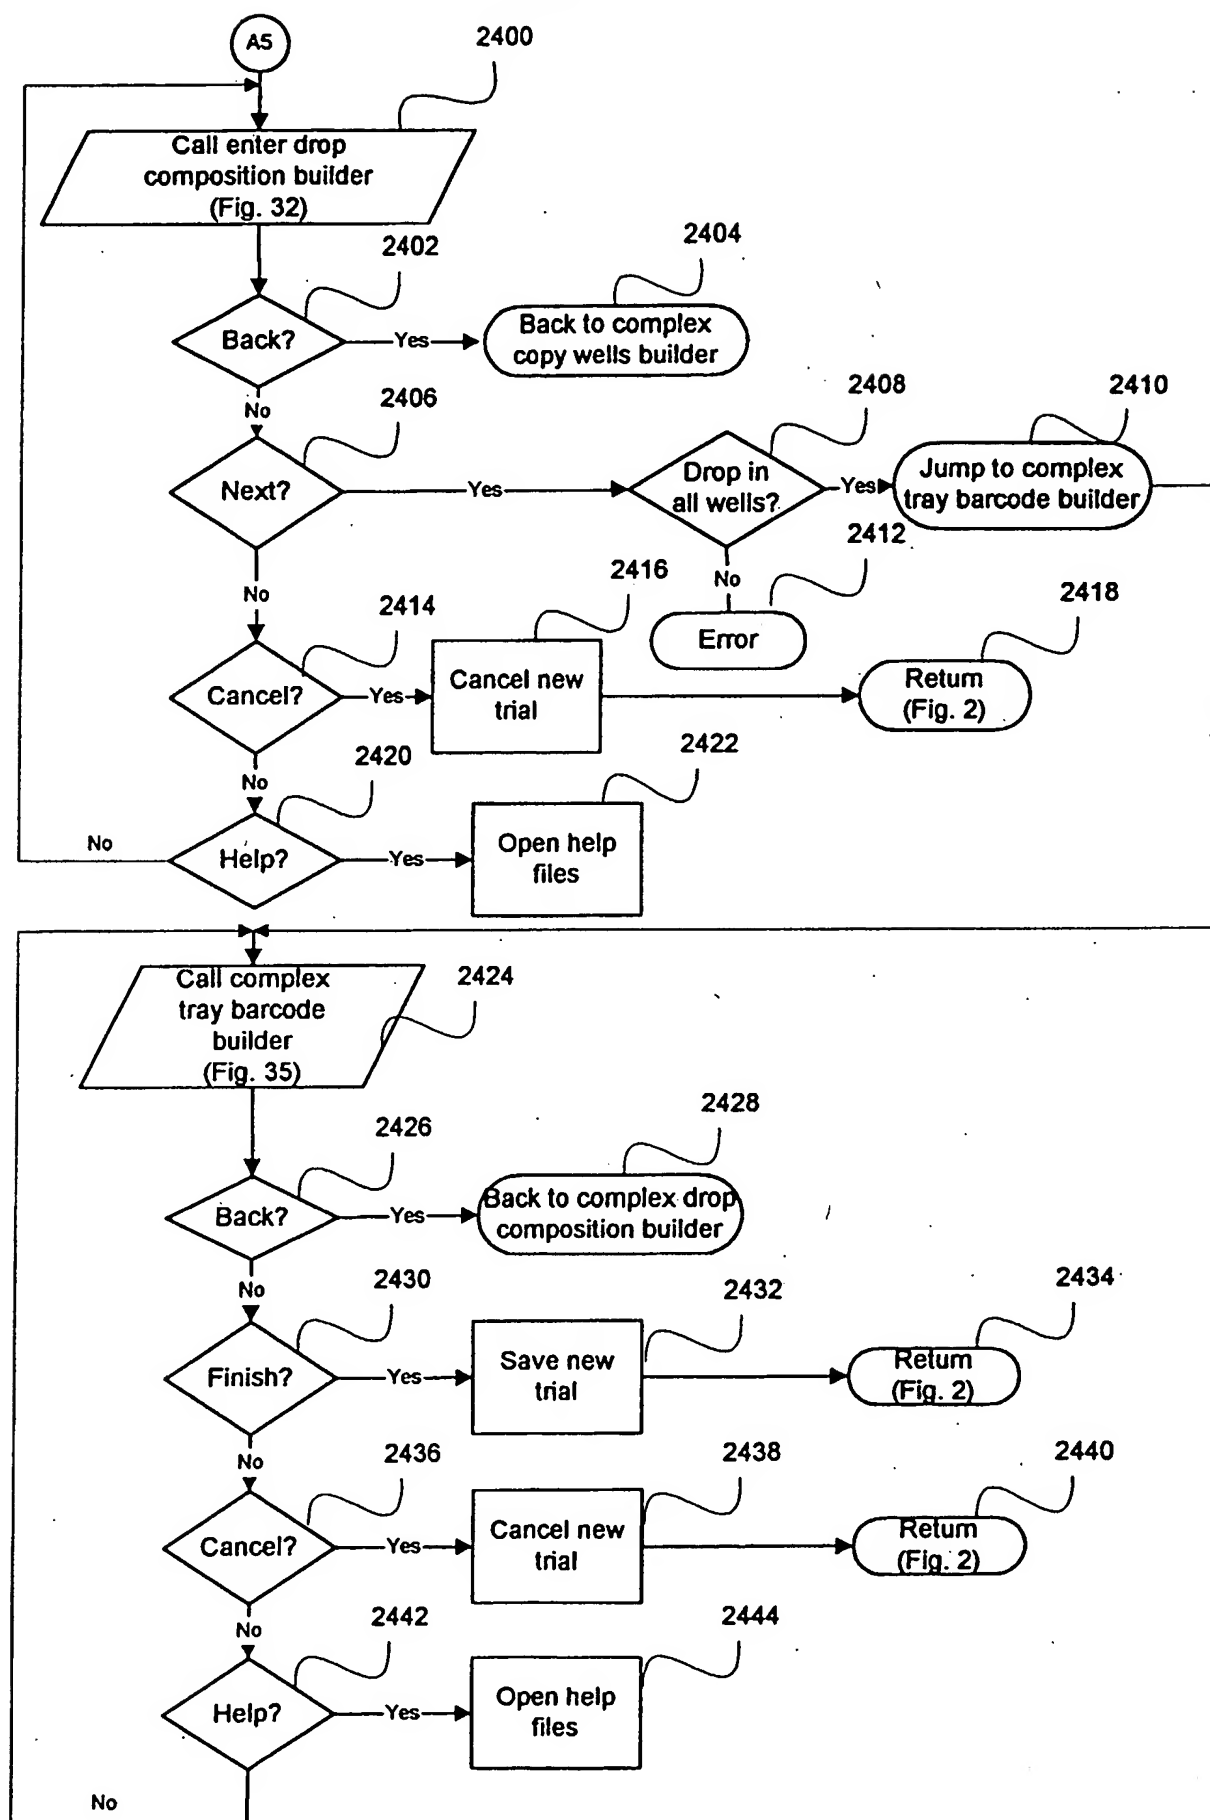 A5
2400
Call enter drop
composition builder
(Fig. 32)
2402
2404
Back?
Yes
Back to complex
copy wells builder
No
2406
2408
2410
Next?
Yes
Drop in
all wells?
Yes
Jump to complex
tray barcode builder
No
2412
Error
No
2414
2416
2418
Cancel?
Yes
Cancel new
trial
Return
(Fig. 2)
No
2420
2422
No
Help?
Yes
Open help
files
Call complex
tray barcode
builder
(Fig. 35)
2424
2426
2428
Back?
Yes
Back to complex drop
composition builder
No
2430
2432
2434
Finish?
Yes
Save new
trial
Return
(Fig. 2)
No
2436
2438
2440
Cancel?
Yes
Cancel new
trial
Return
(Fig. 2)
No
2442
2444
Help?
Yes
Open help
files
No